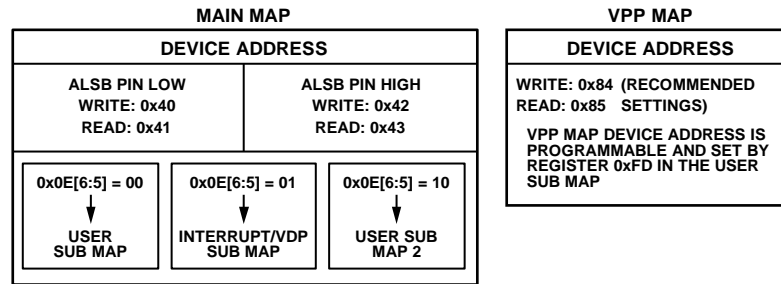 MAIN MAP
DEVICE ADDRESS
ALSB PIN LOW
WRITE: 0x40
READ: 0x41
ALSB PIN HIGH
WRITE: 0x42
READ: 0x43
0x0E[6:5] = 00
USER
SUB MAP
0x0E[6:5] = 01
INTERRUPT/VDP
SUB MAP
0x0E[6:5] = 10
USER SUB
MAP 2
VPP MAP
DEVICE ADDRESS
WRITE: 0x84 (RECOMMENDED
READ: 0x85 SETTINGS)
VPP MAP DEVICE ADDRESS IS
PROGRAMMABLE AND SET BY
REGISTER 0xFD IN THE USER
SUB MAP